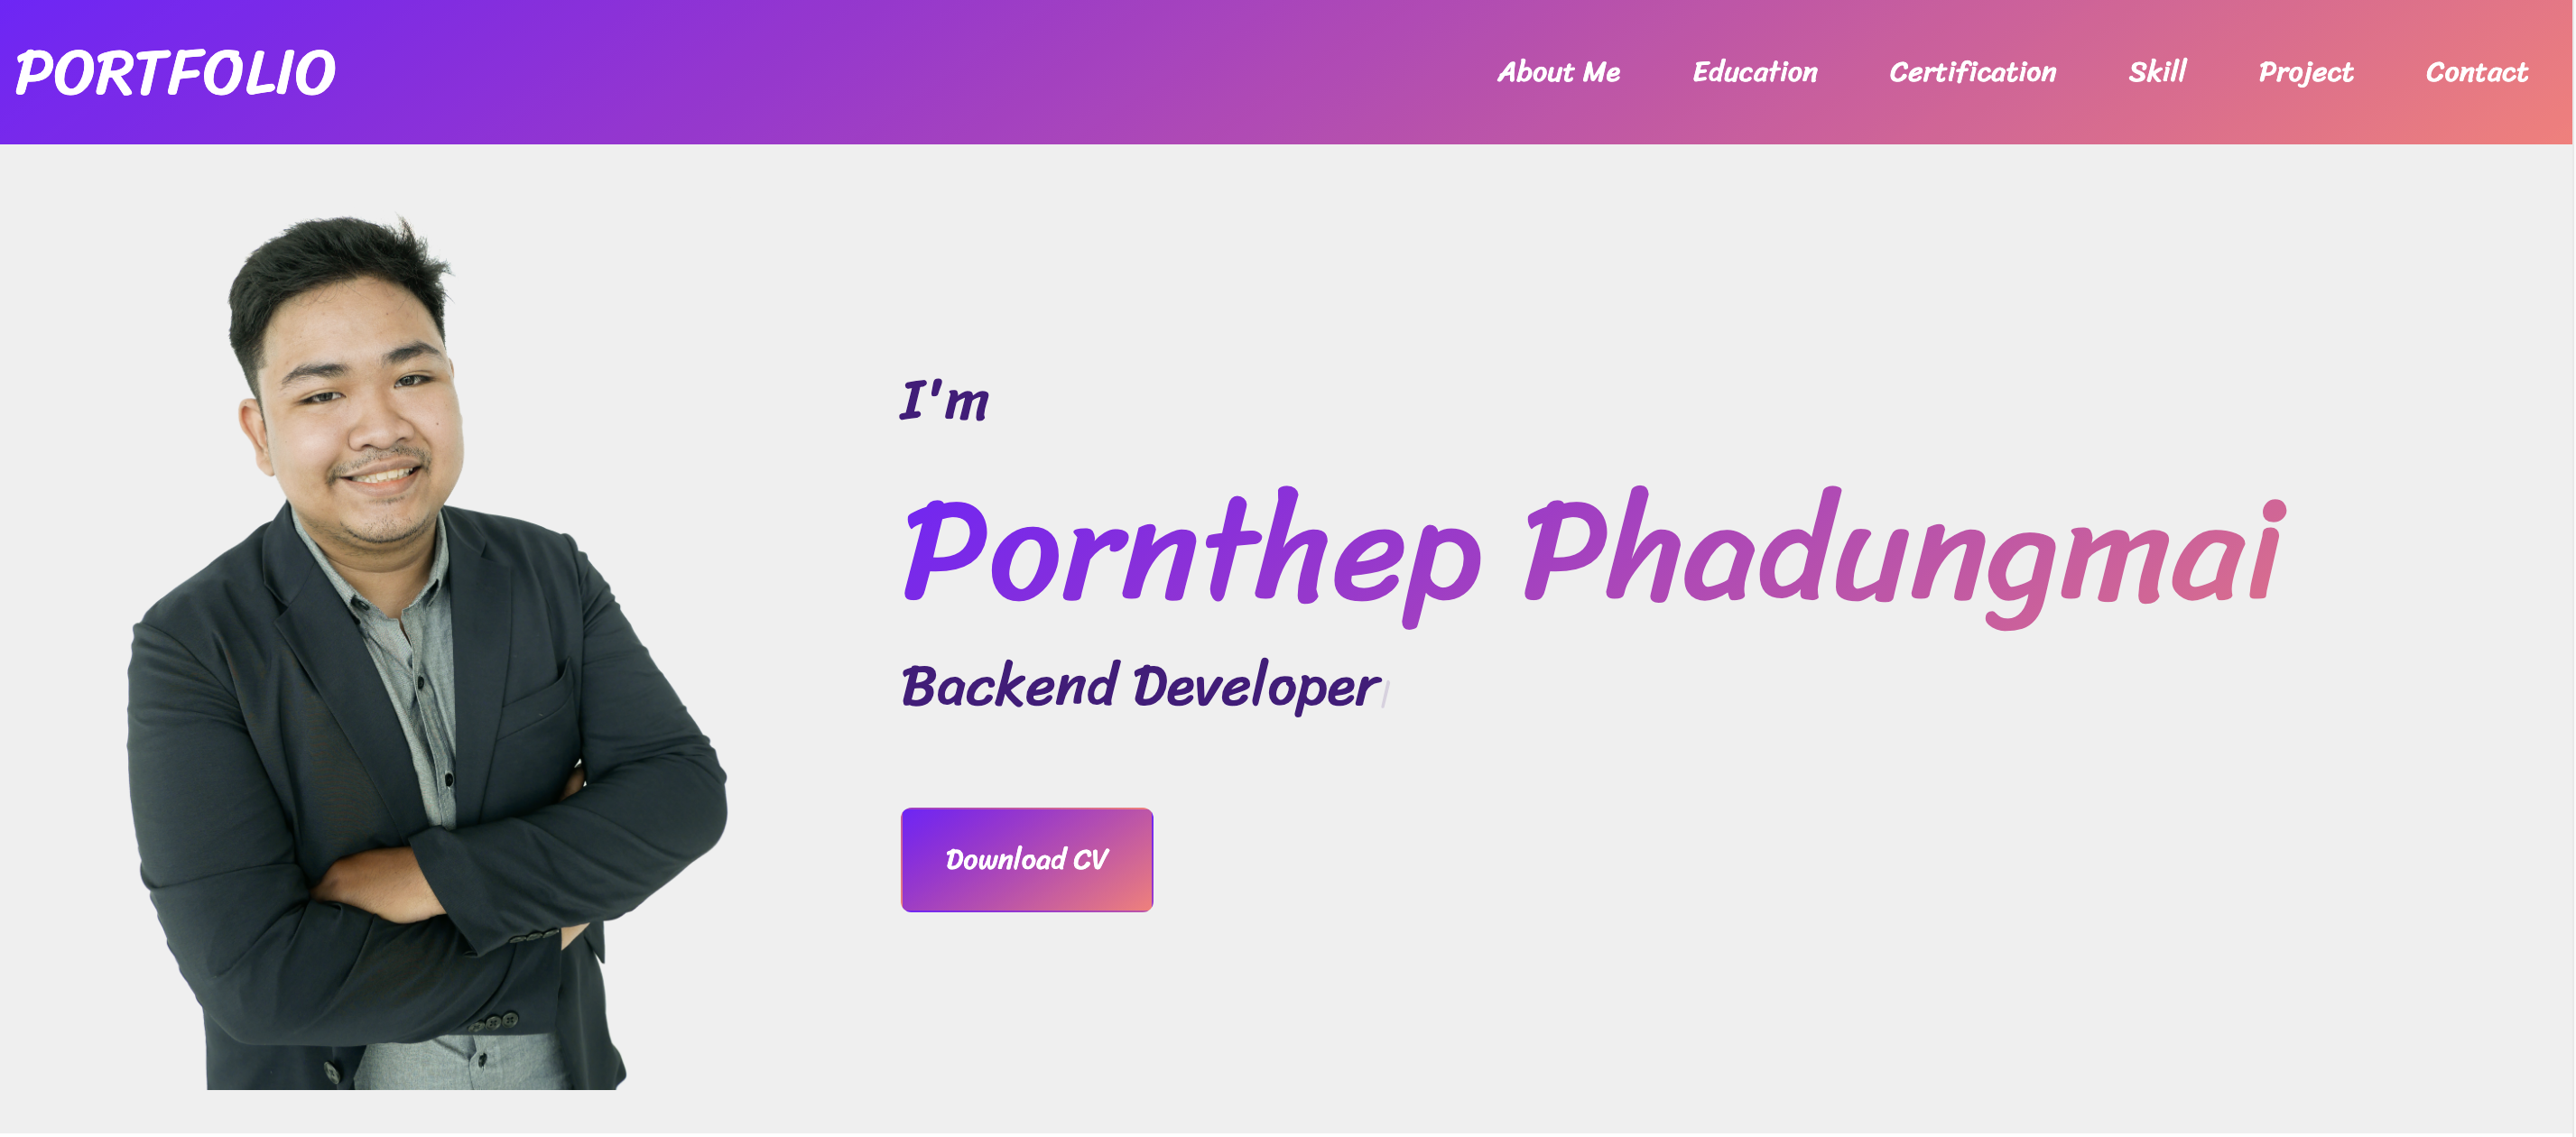 PORTFOLIO
About Me Education Certification Skill Project Contact
I'm
Pornthep Phadungmai
Backend Developer
Download CV